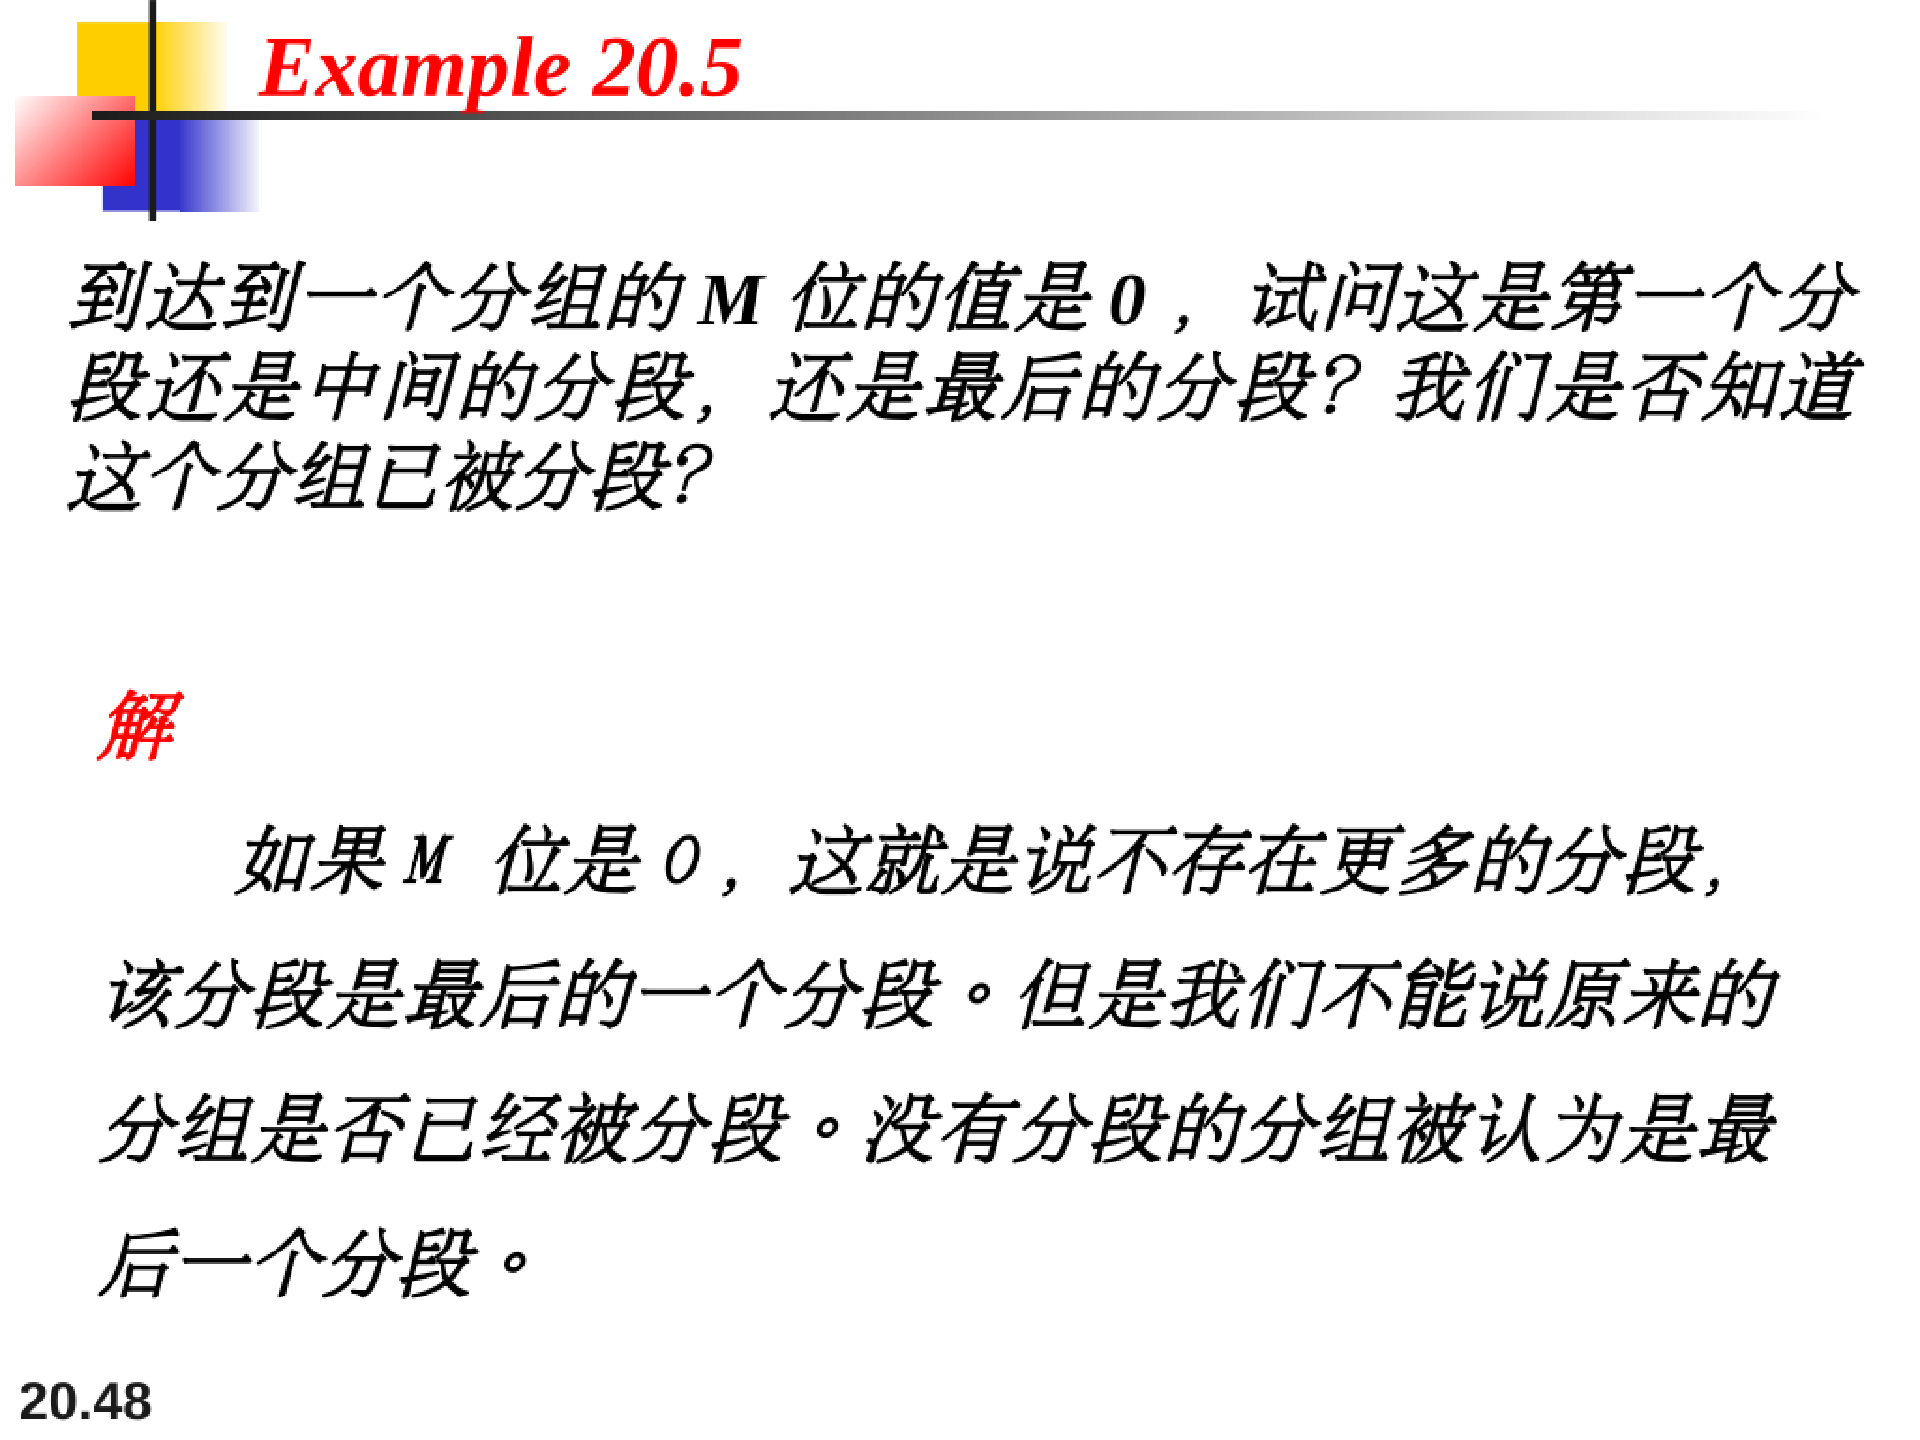 Example 20.5
到达到一个分组的 M 位的值是 0 ，试问这是第一个分
段还是中间的分段，还是最后的分段？我们是否知道
这个分组已被分段？
解
如果 M 位是 0 ，这就是说不存在更多的分段，
该分段是最后的一个分段。但是我们不能说原来的
分组是否已经被分段。没有分段的分组被认为是最
后一个分段。
20.48